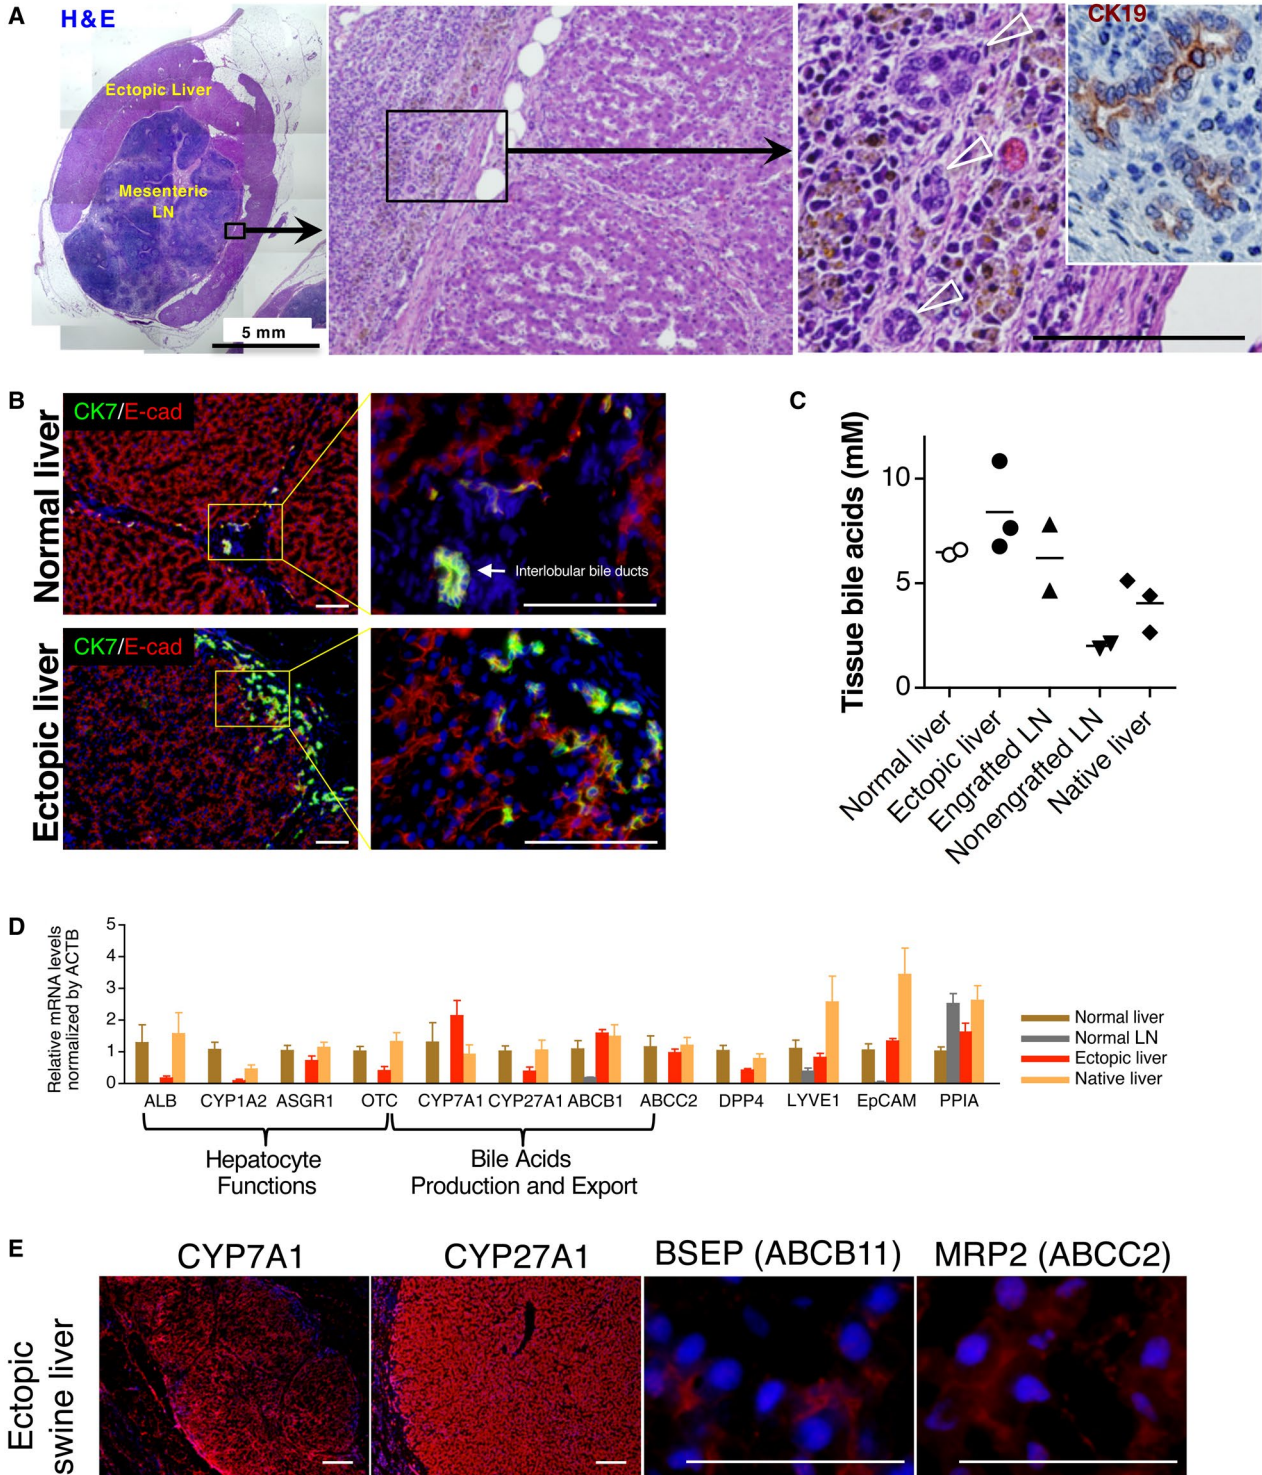 A
H&E
Ectopic Liver
Mesenteric
LN
5 mm
CK19
B
Normal liver
CK7/E-cad
Interlobular bile ducts
Ectopic liver
CK7/E-cad
C
Tissue bile acids (mM)
10
5
0
Normal liver
Ectopic liver
Engrafted LN
Nonengrafted LN
Native liver
D
Relative mRNA levels
normalized by ACTB
5
4
3
2
1
0
ALB CYP1A2 ASGR1 OTC CYP7A1 CYP27A1 ABCB1 ABCC2 DPP4 LYVE1 EpCAM PPIA
Hepatocyte
Functions
Bile Acids
Production and Export
Normal liver
Normal LN
Ectopic liver
Native liver
E
CYP7A1 CYP27A1 BSEP (ABCB11) MRP2 (ABCC2)
Ectopic
swine liver